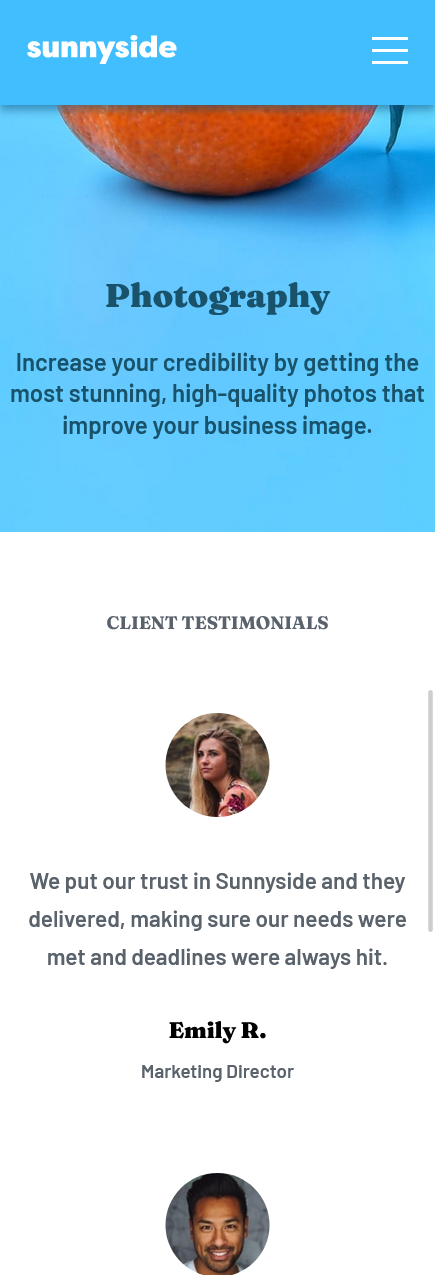 sunnyside
Photography
Increase your credibility by getting the
most stunning, high-quality photos that
improve your business image.
CLIENT TESTIMONIALS
We put our trust in Sunnyside and they
delivered, making sure our needs were
met and deadlines were always hit.
Emily R.
Marketing Director